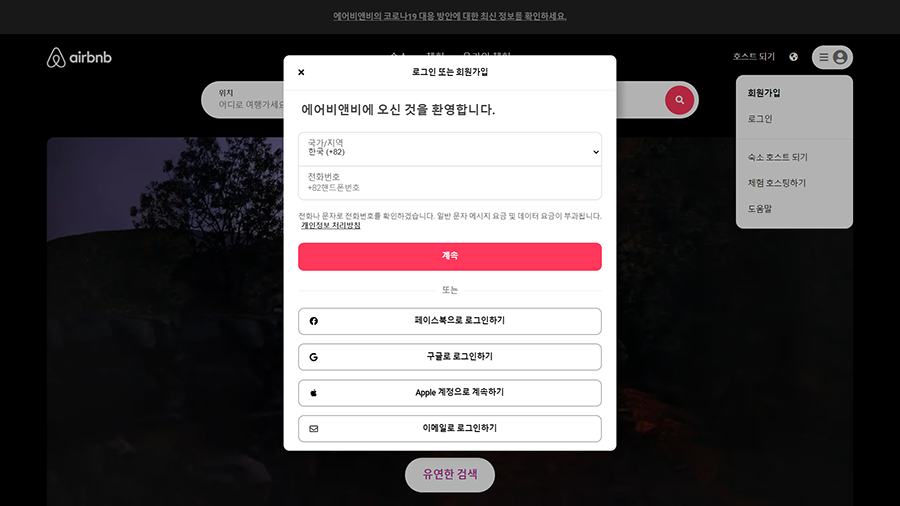 에어비앤비의 코로나19 대응 방안에 대한 최신 정보를 확인하세요.
airbnb
호스트 되기
로그인 또는 회원가입
위치
어디로 여행가세요
에어비앤비에 오신 것을 환영합니다.
국가/지역
한국 (+82)
전화번호
+82핸드폰번호
전화나 문자로 전화번호를 확인하겠습니다. 일반 문자 메시지 요금 및 데이터 요금이 부과됩니다.
개인정보 처리방침
계속
또는
페이스북으로 로그인하기
구글로 로그인하기
Apple 계정으로 계속하기
이메일로 로그인하기
회원가입
로그인
숙소 호스트 되기
체험 호스팅하기
도움말
유연한 검색